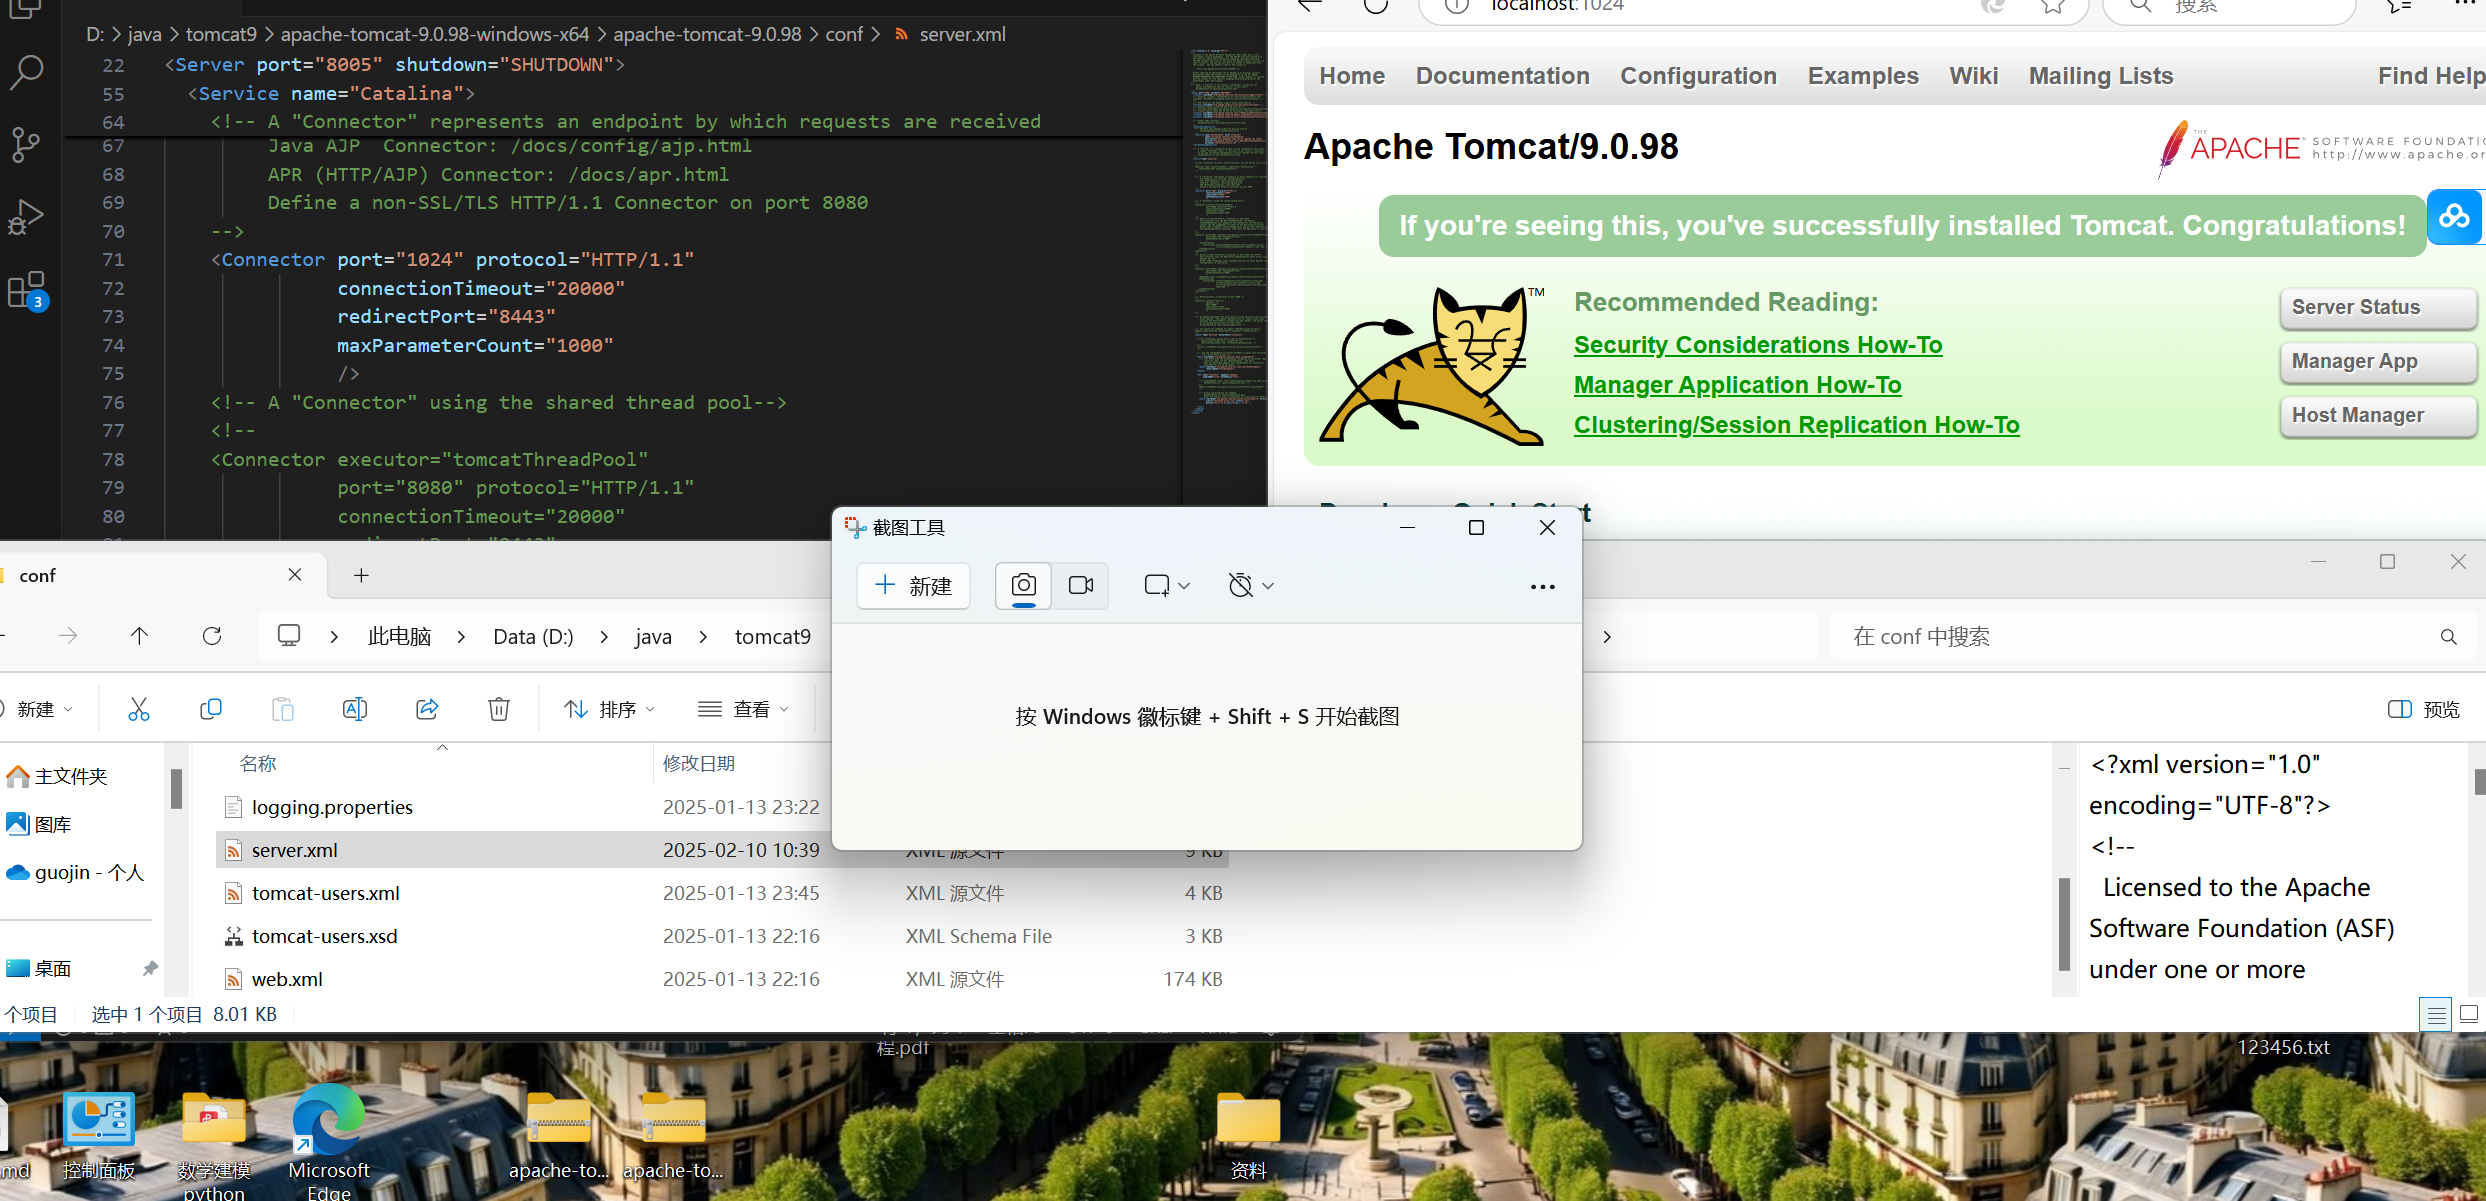 D: > java > tomcat9 > apache-tomcat-9.0.98-windows-x64 > apache-tomcat-9.0.98 > conf > server.xml
22 <Server port="8005" shutdown="SHUTDOWN">
55 <Service name="Catalina">
64 <!-- A "Connector" represents an endpoint by which requests are received
67 Java AJP  Connector: /docs/config/ajp.html
68 APR (HTTP/AJP) Connector: /docs/apr.html
69 Define a non-SSL/TLS HTTP/1.1 Connector on port 8080
70 -->
71 <Connector port="1024" protocol="HTTP/1.1"
72 connectionTimeout="20000"
73 redirectPort="8443"
74 maxParameterCount="1000"
75 />
76 <!-- A "Connector" using the shared thread pool-->
77 <!--
78 <Connector executor="tomcatThreadPool"
79 port="8080" protocol="HTTP/1.1"
80 connectionTimeout="20000"
3
localhost:1024
搜索
Home Documentation Configuration Examples Wiki Mailing Lists Find Help
Apache Tomcat/9.0.98
THE APACHE SOFTWARE FOUNDATIO
http://www.apache.or
If you're seeing this, you've successfully installed Tomcat. Congratulations!
TM
Recommended Reading:
Security Considerations How-To
Manager Application How-To
Clustering/Session Replication How-To
Server Status
Manager App
Host Manager
截图工具
新建
按 Windows 徽标键 + Shift + S 开始截图
conf
此电脑 > Data (D:) > java > tomcat9
在 conf 中搜索
新建
排序
查看
预览
主文件夹
图库
guojin - 个人
桌面
名称 修改日期
logging.properties 2025-01-13 23:22
server.xml 2025-02-10 10:39 XML 源文件 9 KB
tomcat-users.xml 2025-01-13 23:45 XML 源文件 4 KB
tomcat-users.xsd 2025-01-13 22:16 XML Schema File 3 KB
web.xml 2025-01-13 22:16 XML 源文件 174 KB
<?xml version="1.0"
encoding="UTF-8"?>
<!--
Licensed to the Apache
Software Foundation (ASF)
under one or more
个项目 选中 1 个项目 8.01 KB
程.pdf
123456.txt
md
控制面板
数学建模
python
Microsoft
Edge
apache-to...
apache-to...
资料